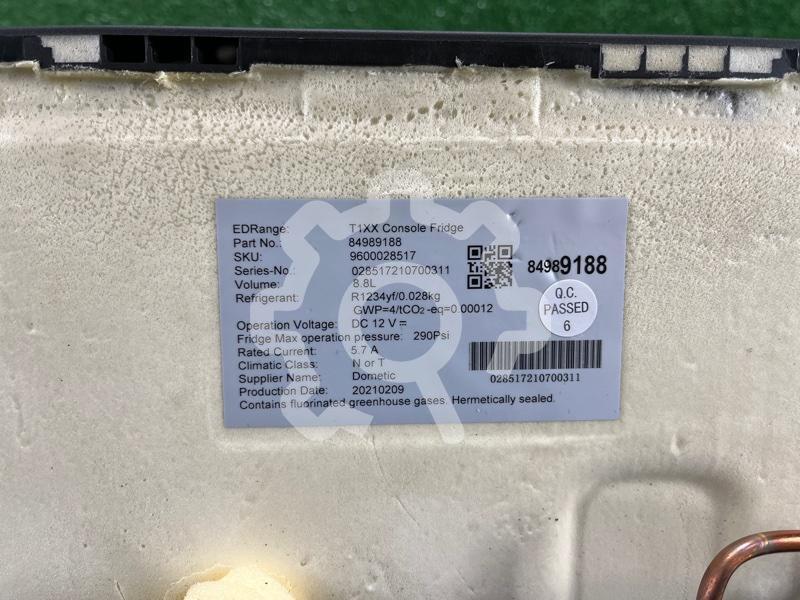 EDRange: T1XX Console Fridge
Part No.: 84989188
SKU: 9600028517
Series-No.: 028517210700311
Volume: 8.8L
Refrigerant: R1234yf/0.028kg
GWP=4/tCO2-eq=0.00012
Operation Voltage: DC 12 V⎓
Fridge Max operation pressure: 290Psi
Rated Current: 5.7 A
Climatic Class: N or T
Supplier Name: Dometic
Production Date: 20210209
Contains fluorinated greenhouse gases. Hermetically sealed.
84989188
Q.C.
PASSED
6
028517210700311